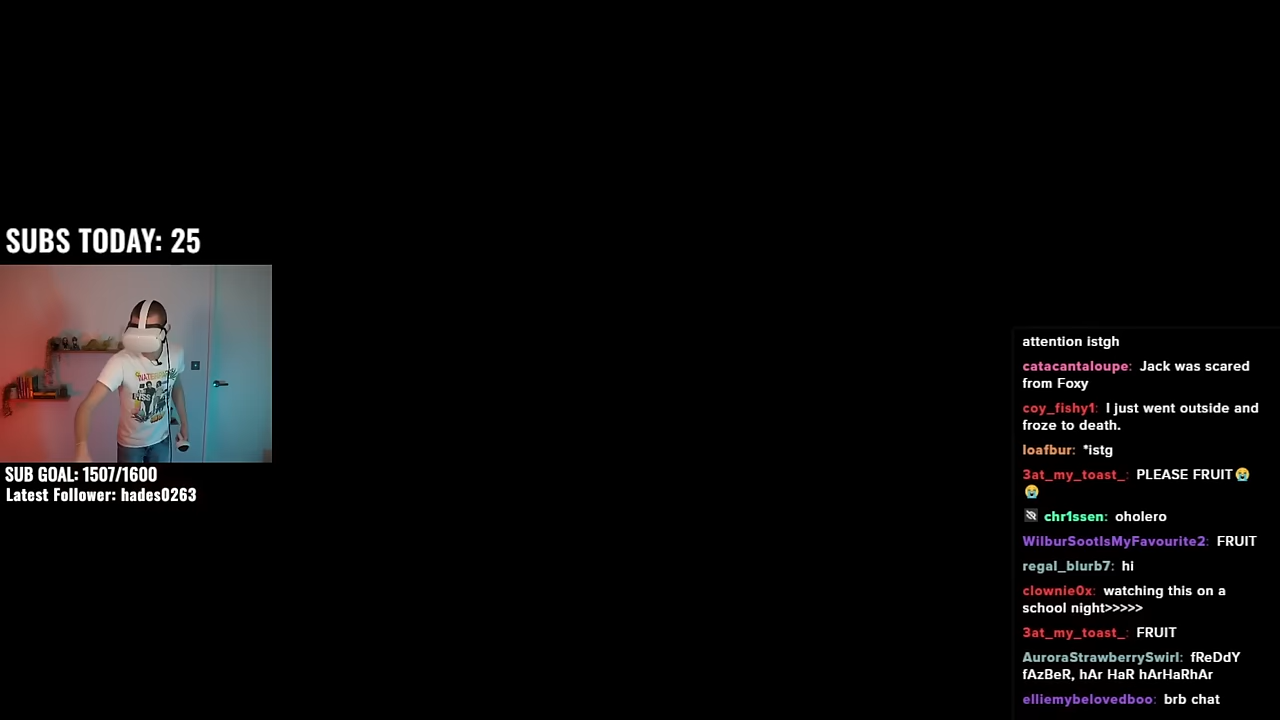 SUBS TODAY: 25
SUB GOAL: 1507/1600
Latest Follower: hades0263
attention istgh
catacantaloupe: Jack was scared
from Foxy
coy_fishy1: I just went outside and
froze to death.
loafbur: *istg
3at_my_toast_: PLEASE FRUIT😭
😭
chr1ssen: oholero
WilburSootIsMyFavourite2: FRUIT
regal_blurb7: hi
clownie0x: watching this on a
school night>>>>>
3at_my_toast_: FRUIT
AuroraStrawberrySwirl: fReDdY
fAzBeR, hAr HaR hArHaRhAr
elliemybelovedboo: brb chat